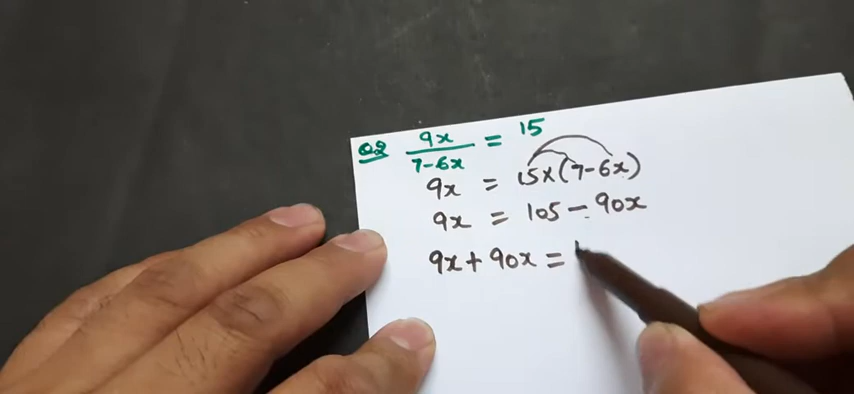 Q2 9x/7-6x = 15
9x = 15x(7-6x)
9x = 105-90x
9x+90x =